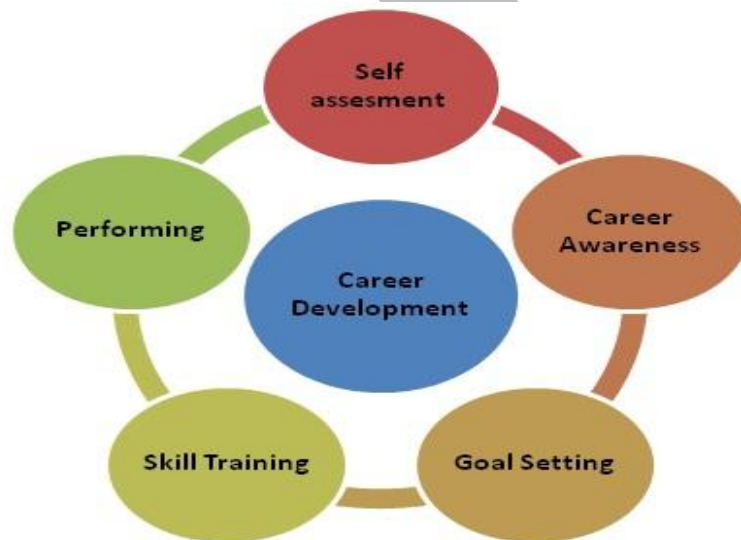 Self
assesment
Career
Awareness
Goal Setting
Skill Training
Performing
Career
Development